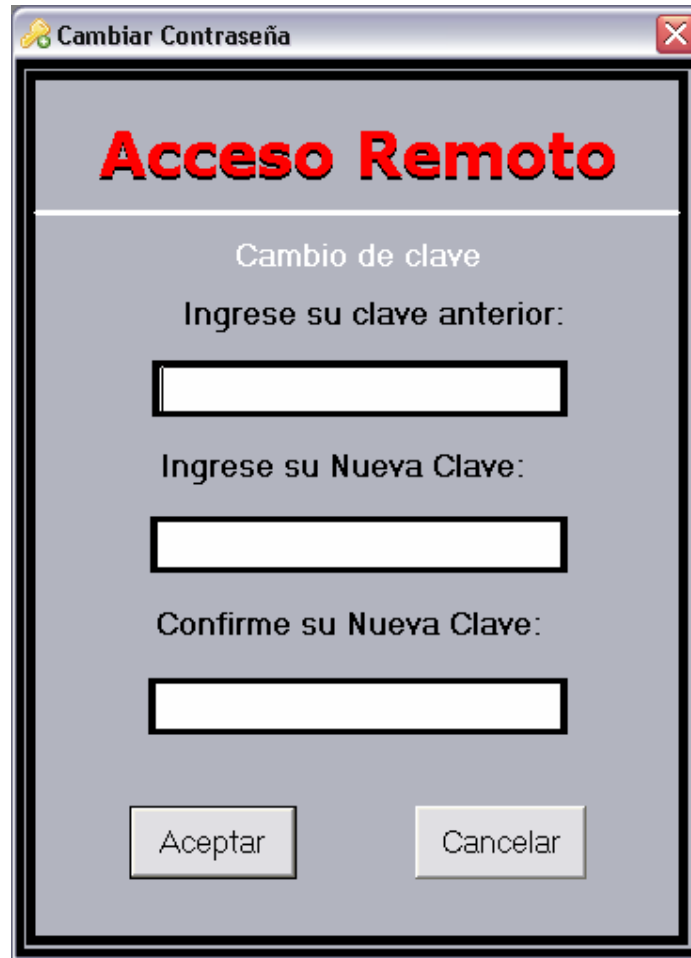 Cambiar Contraseña
Acceso Remoto
Cambio de clave
Ingrese su clave anterior:
Ingrese su Nueva Clave:
Confirme su Nueva Clave:
Aceptar
Cancelar